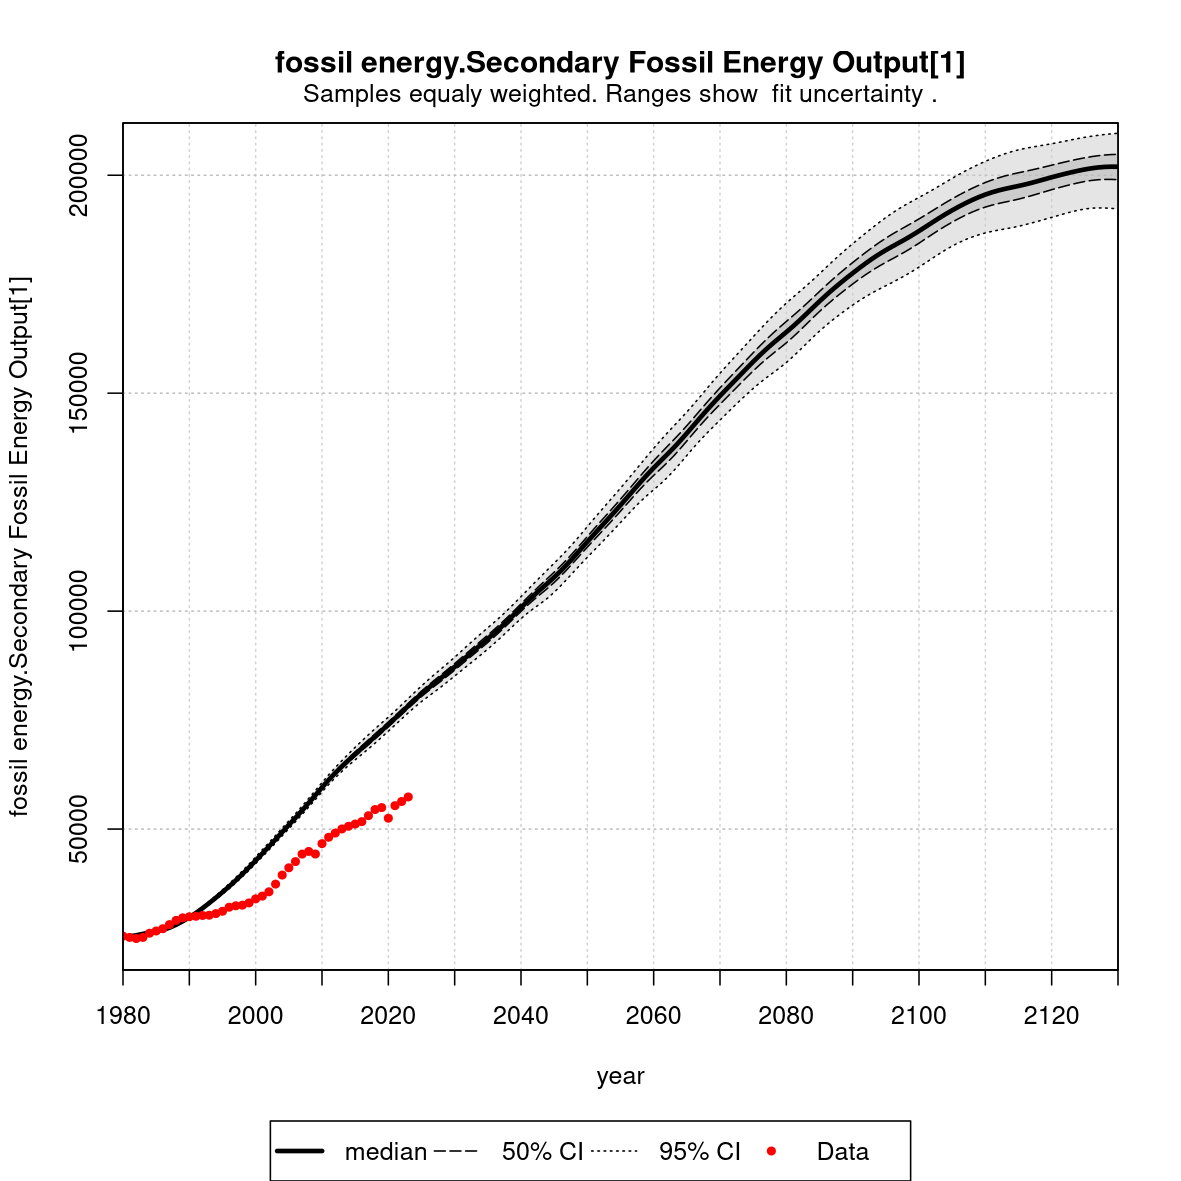 fossil energy.Secondary Fossil Energy Output[1]
Samples equaly weighted. Ranges show  fit uncertainty .
fossil energy.Secondary Fossil Energy Output[1]
200000
150000
100000
50000
1980 2000 2020 2040 2060 2080 2100 2120
year
median 50% CI 95% CI Data